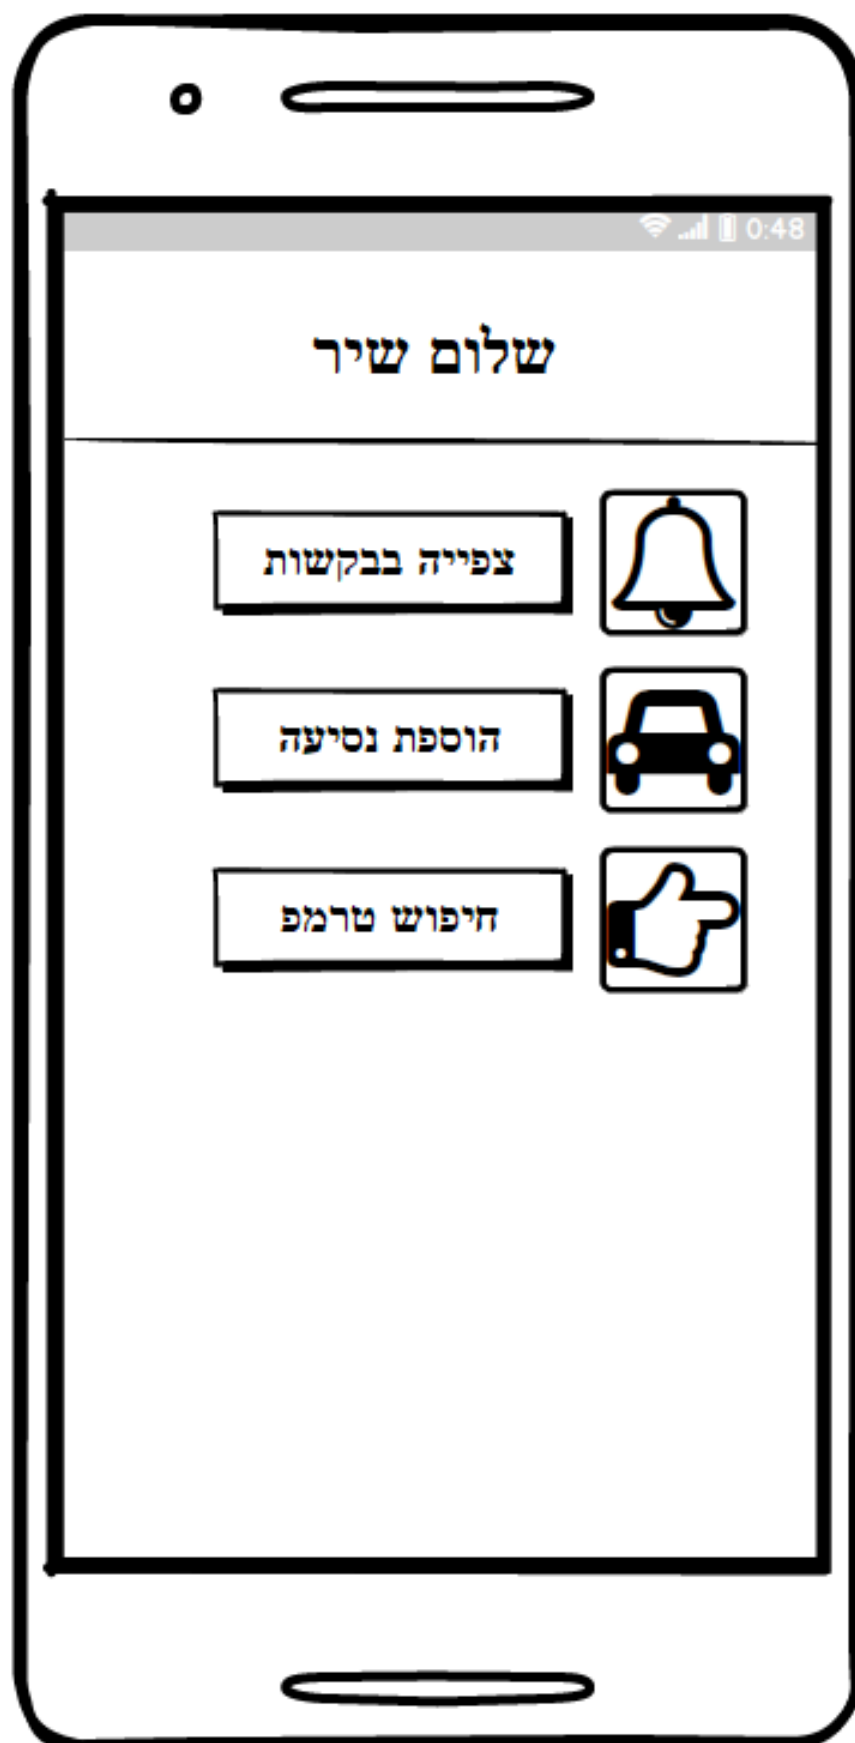 0:48
שלום שיר
צפייה בבקשות
הוספת נסיעה
חיפוש טרמפ